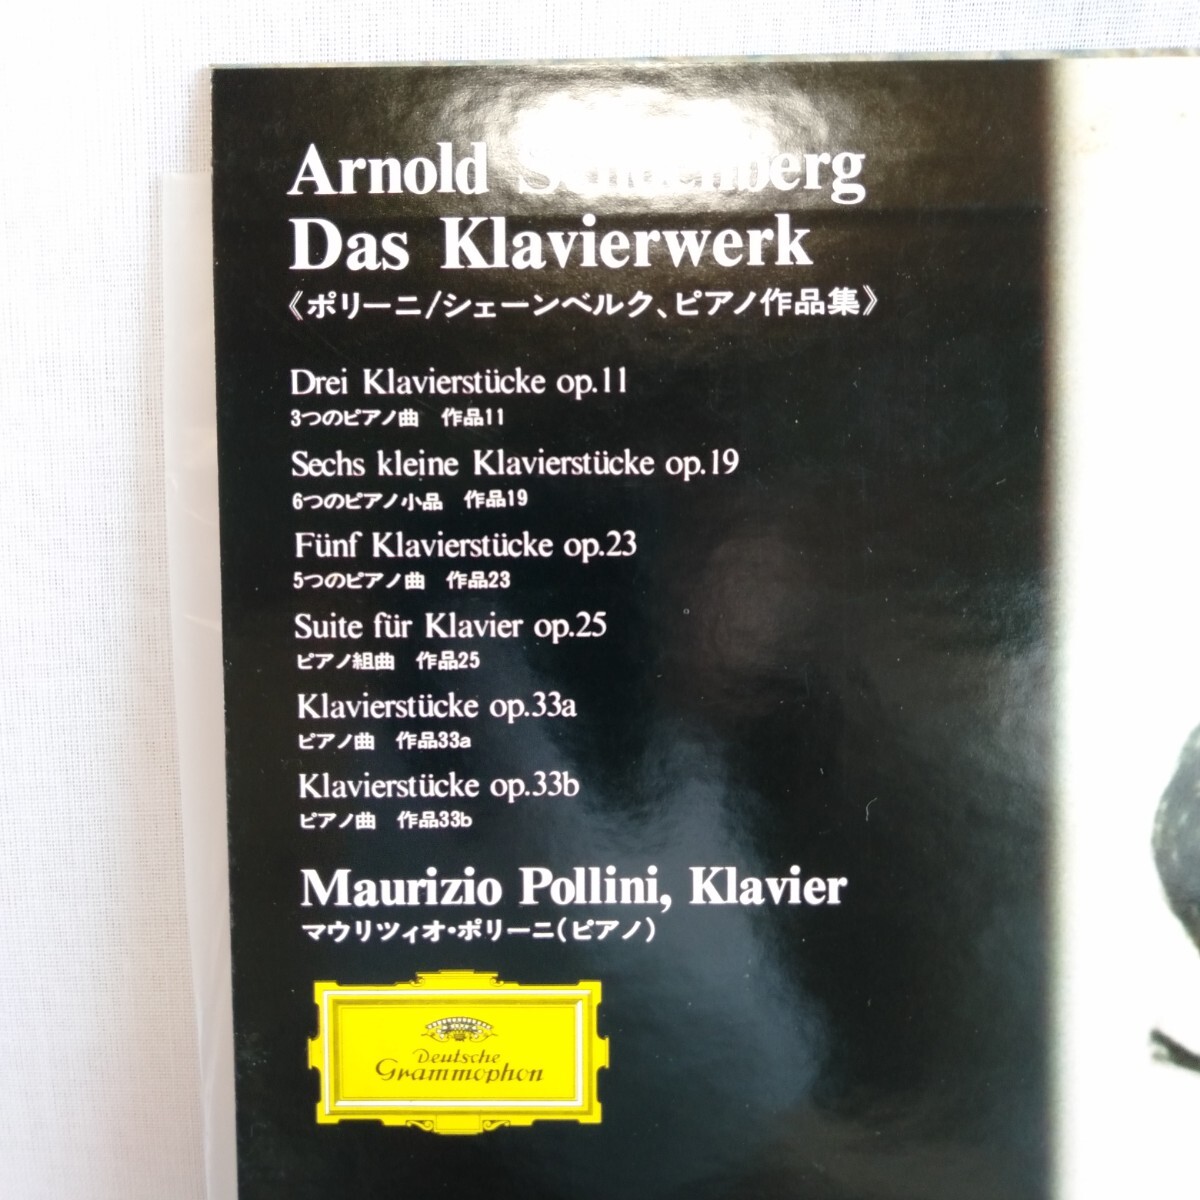 Arnold Schoenberg
Das Klavierwerk
《ポリーニ/シェーンベルク、ピアノ作品集》
Drei Klavierstücke op.11
3つのピアノ曲 作品11
Sechs kleine Klavierstücke op.19
6つのピアノ小品 作品19
Fünf Klavierstücke op.23
5つのピアノ曲 作品23
Suite für Klavier op.25
ピアノ組曲 作品25
Klavierstücke op.33a
ピアノ曲 作品33a
Klavierstücke op.33b
ピアノ曲 作品33b
Maurizio Pollini, Klavier
マウリツィオ・ポリーニ(ピアノ)
Deutsche
Grammophon